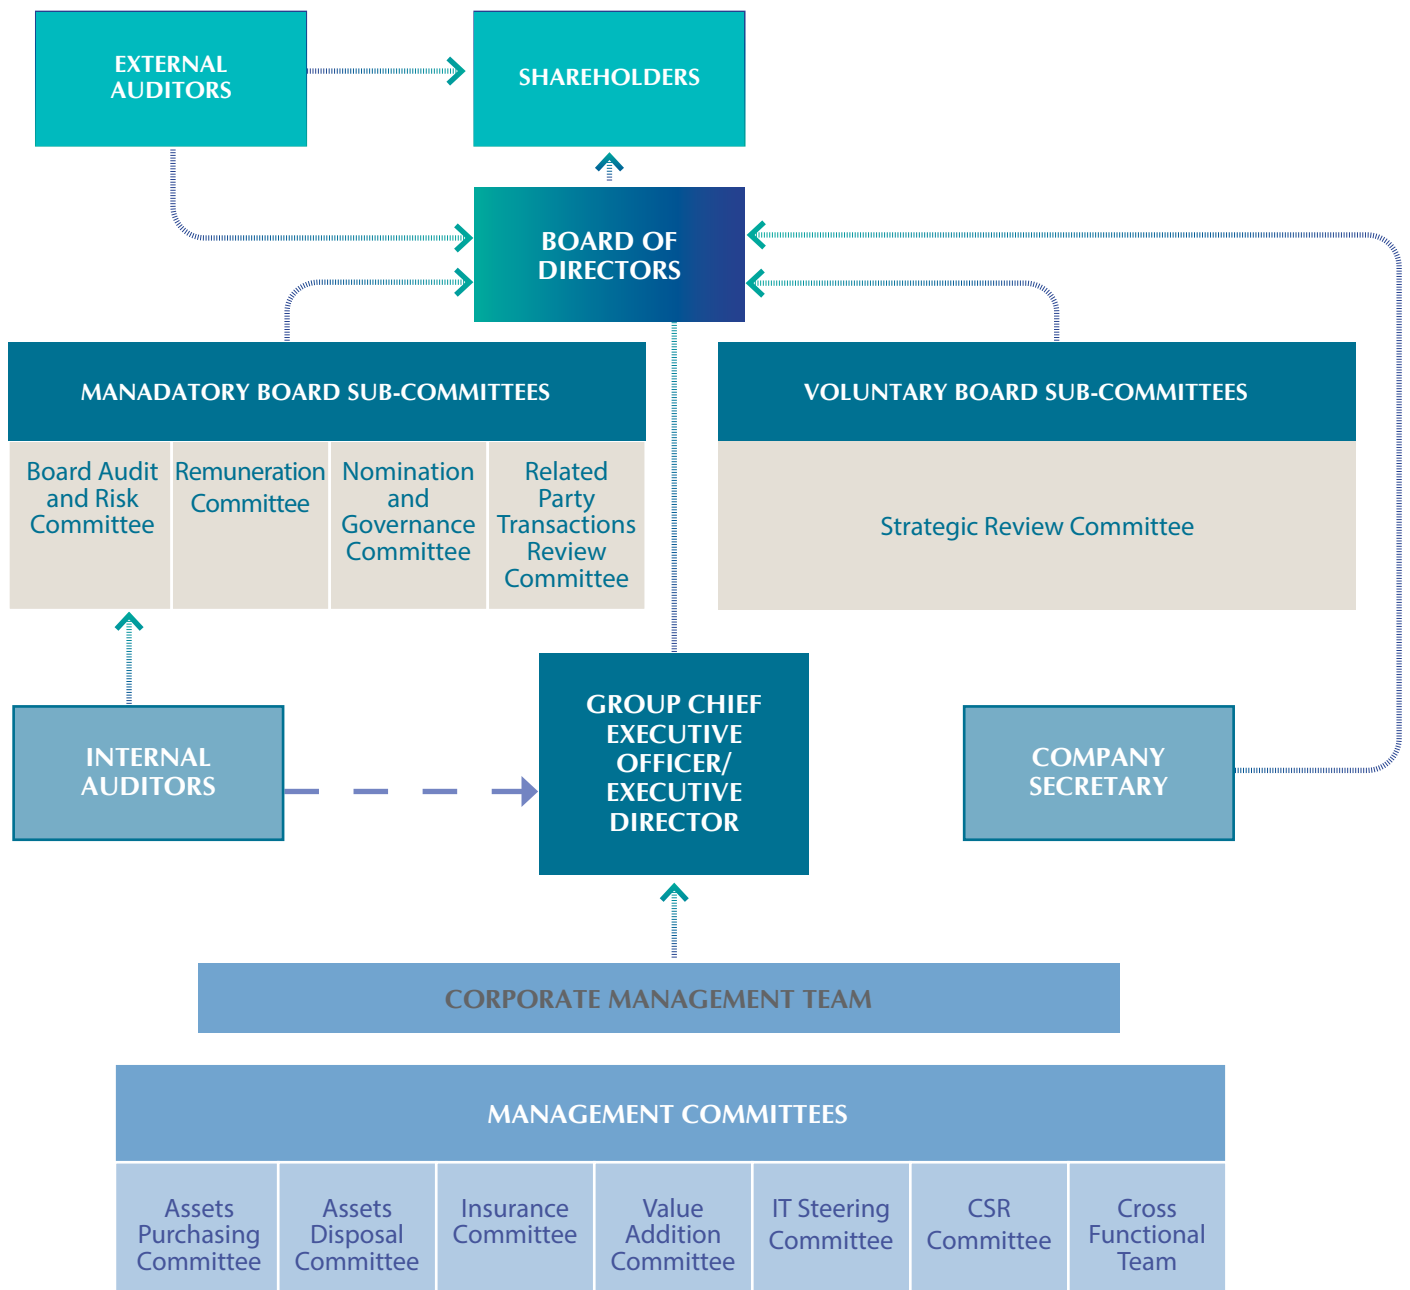 EXTERNAL
AUDITORS
SHAREHOLDERS
BOARD OF
DIRECTORS
MANADATORY BOARD SUB-COMMITTEES
Board Audit
and Risk
Committee
Remuneration
Committee
Nomination
and
Governance
Committee
Related
Party
Transactions
Review
Committee
VOLUNTARY BOARD SUB-COMMITTEES
Strategic Review Committee
INTERNAL
AUDITORS
GROUP CHIEF
EXECUTIVE
OFFICER/
EXECUTIVE
DIRECTOR
COMPANY
SECRETARY
CORPORATE MANAGEMENT TEAM
MANAGEMENT COMMITTEES
Assets
Purchasing
Committee
Assets
Disposal
Committee
Insurance
Committee
Value
Addition
Committee
IT Steering
Committee
CSR
Committee
Cross
Functional
Team